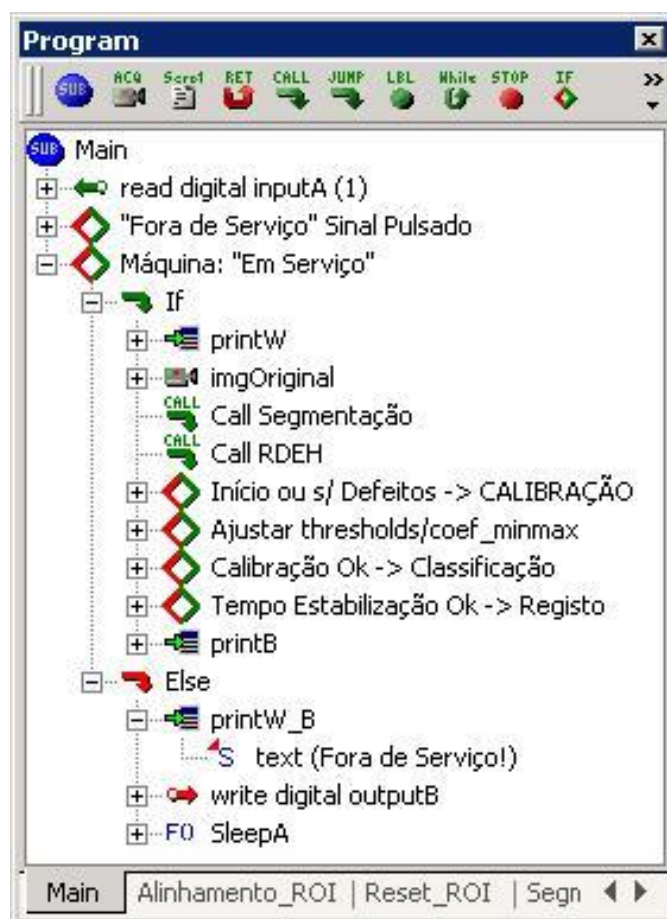 Program
SUB ACQ Script RET CALL JUMP LBL While STOP IF
SUB Main
read digital inputA (1)
"Fora de Serviço" Sinal Pulsado
Máquina: "Em Serviço"
If
printW
imgOriginal
CALL Call Segmentação
CALL Call RDEH
Início ou s/ Defeitos -> CALIBRAÇÃO
Ajustar thresholds/coef_minmax
Calibração Ok -> Classificação
Tempo Estabilização Ok -> Registo
printB
Else
printW_B
S text (Fora de Serviço!)
write digital outputB
F() SleepA
Main Alinhamento_ROI | Reset_ROI | Segn